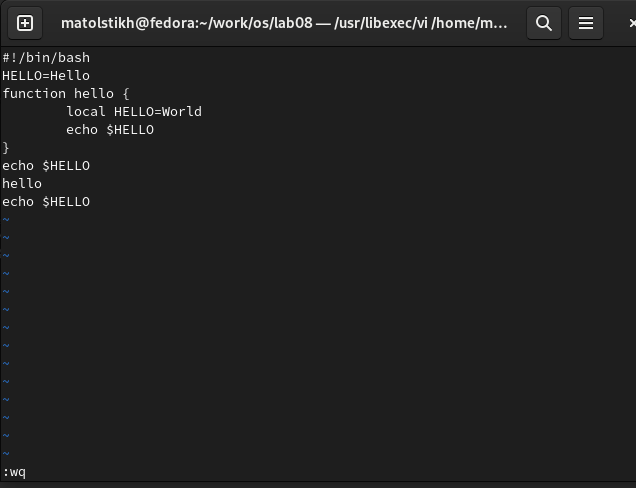 matolstikh@fedora:~/work/os/lab08 — /usr/libexec/vi /home/m...
#!/bin/bash
HELLO=Hello
function hello {
        local HELLO=World
        echo $HELLO
}
echo $HELLO
hello
echo $HELLO
~
~
~
~
~
~
~
~
~
~
~
~
~
~
:wq